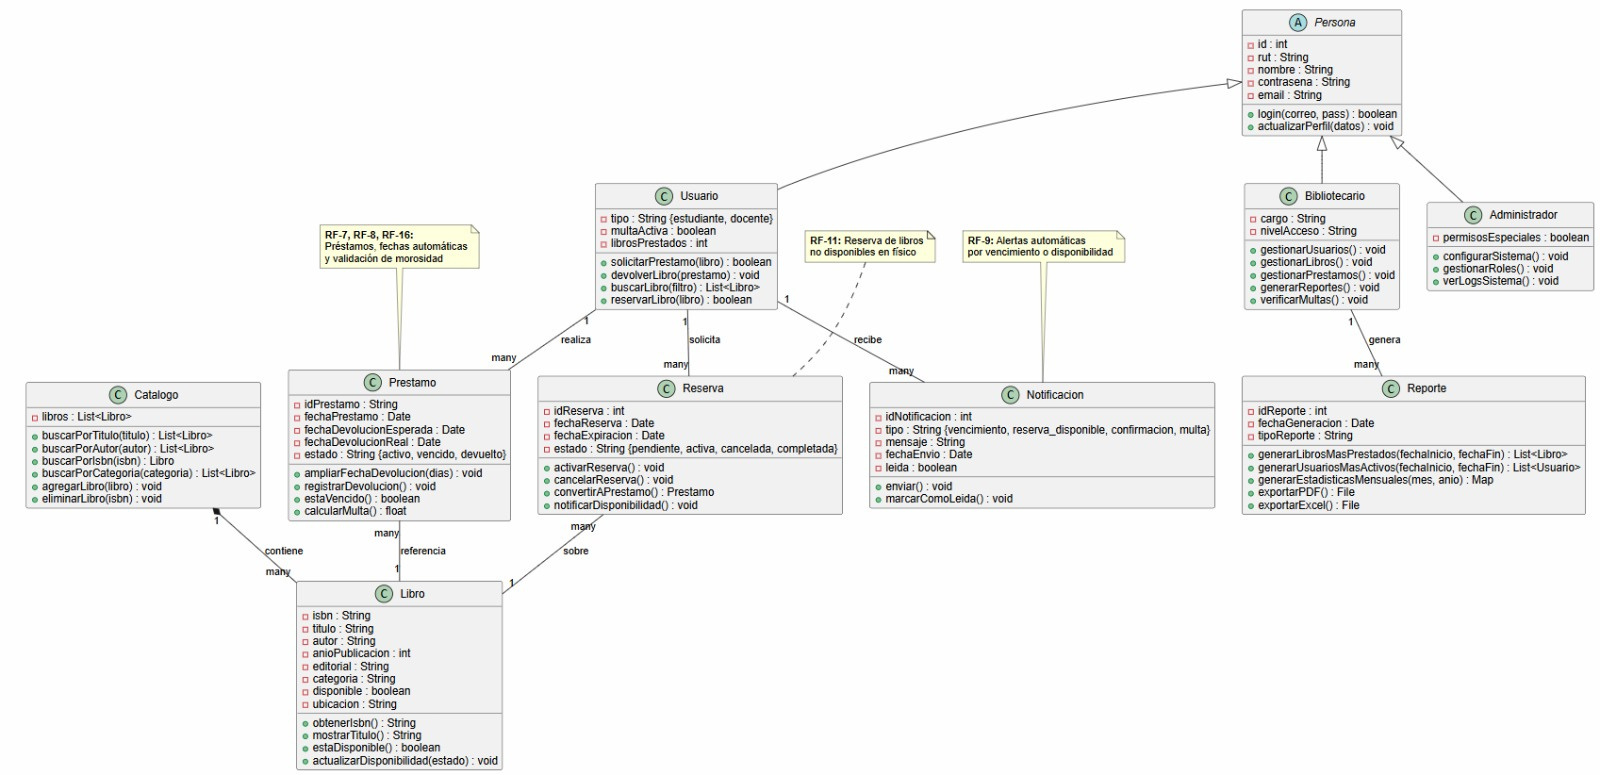 A Persona
id : int
rut : String
nombre : String
contrasena : String
email : String
login(correo, pass) : boolean
actualizarPerfil(datos) : void
C Usuario
tipo : String {estudiante, docente}
multaActiva : boolean
librosPrestados : int
solicitarPrestamo(libro) : boolean
devolverLibro(prestamo) : void
buscarLibro(filtro) : List<Libro>
reservarLibro(libro) : boolean
C Bibliotecario
cargo : String
nivelAcceso : String
gestionarUsuarios() : void
gestionarLibros() : void
gestionarPrestamos() : void
generarReportes() : void
verificarMultas() : void
C Administrador
permisosEspeciales : boolean
configurarSistema() : void
gestionarRoles() : void
verLogsSistema() : void
RF-7, RF-8, RF-16:
Préstamos, fechas automáticas
y validación de morosidad
RF-11: Reserva de libros
no disponibles en físico
RF-9: Alertas automáticas
por vencimiento o disponibilidad
1
realiza
many
1
solicita
many
1
recibe
many
1
genera
many
C Catalogo
libros : List<Libro>
buscarPorTitulo(titulo) : List<Libro>
buscarPorAutor(autor) : List<Libro>
buscarPorIsbn(isbn) : Libro
buscarPorCategoria(categoria) : List<Libro>
agregarLibro(libro) : void
eliminarLibro(isbn) : void
C Prestamo
idPrestamo : String
fechaPrestamo : Date
fechaDevolucionEsperada : Date
fechaDevolucionReal : Date
estado : String {activo, vencido, devuelto}
ampliarFechaDevolucion(dias) : void
registrarDevolucion() : void
estaVencido() : boolean
calcularMulta() : float
C Reserva
idReserva : int
fechaReserva : Date
fechaExpiracion : Date
estado : String {pendiente, activa, cancelada, completada}
activarReserva() : void
cancelarReserva() : void
convertirAPrestamo() : Prestamo
notificarDisponibilidad() : void
C Notificacion
idNotificacion : int
tipo : String {vencimiento, reserva_disponible, confirmacion, multa}
mensaje : String
fechaEnvio : Date
leida : boolean
enviar() : void
marcarComoLeida() : void
C Reporte
idReporte : int
fechaGeneracion : Date
tipoReporte : String
generarLibrosMasPrestados(fechaInicio, fechaFin) : List<Libro>
generarUsuariosMasActivos(fechaInicio, fechaFin) : List<Usuario>
generarEstadisticasMensuales(mes, anio) : Map
exportarPDF() : File
exportarExcel() : File
1
contiene
many
many
referencia
1
many
sobre
1
C Libro
isbn : String
titulo : String
autor : String
anioPublicacion : int
editorial : String
categoria : String
disponible : boolean
ubicacion : String
obtenerIsbn() : String
mostrarTitulo() : String
estaDisponible() : boolean
actualizarDisponibilidad(estado) : void